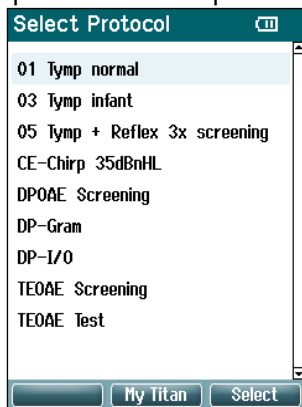 Select Protocol
01 Tymp normal
03 Tymp infant
05 Tymp + Reflex 3x screening
CE-Chirp 35dBnHL
DPOAE Screening
DP-Gram
DP-I/O
TEOAE Screening
TEOAE Test
My Titan Select